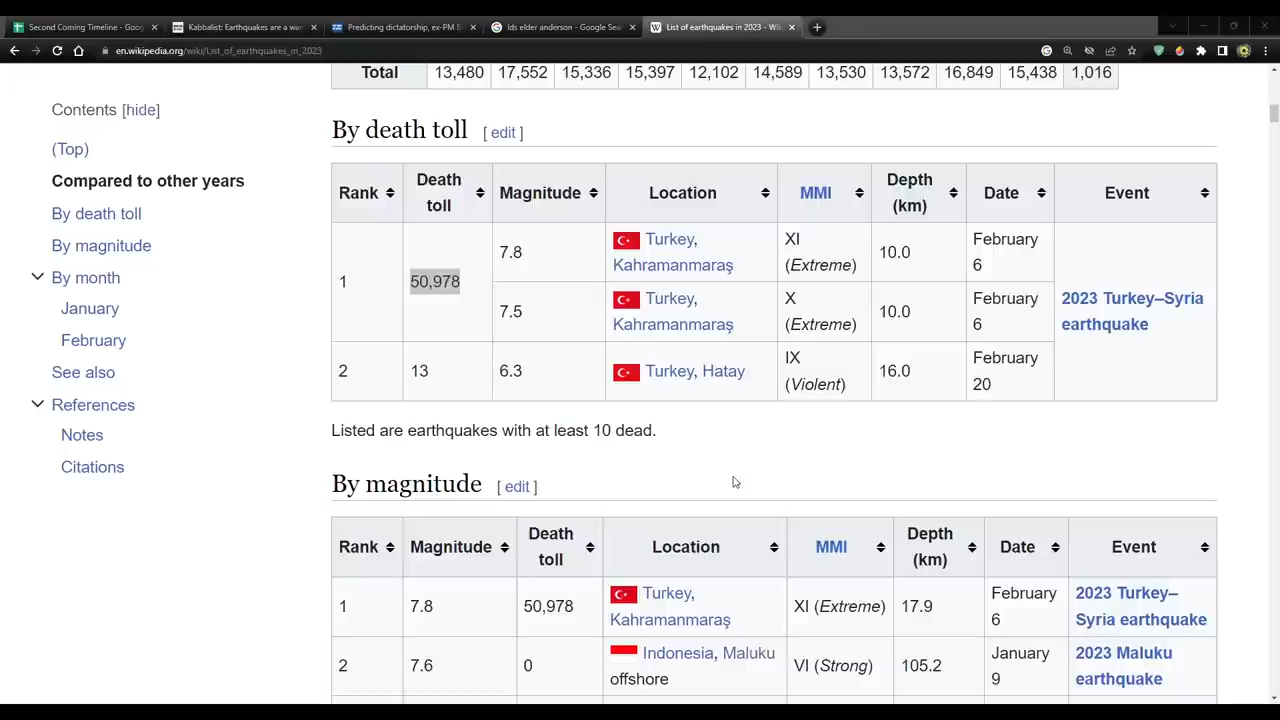 Second Coming Timeline - Goog
Kabbalist: Earthquakes are a wa
Predicting dictatorship, ex-PM B
lds elder anderson - Google Sea
List of earthquakes in 2023 - Wik
en.wikipedia.org/wiki/List_of_earthquakes_in_2023
Total 13,480 17,552 15,336 15,397 12,102 14,589 13,530 13,572 16,849 15,438 1,016
Contents [hide]
(Top)
Compared to other years
By death toll
By magnitude
By month
January
February
See also
References
Notes
Citations
By death toll [ edit ]
Rank Death toll Magnitude Location MMI Depth (km) Date Event
1 50,978 7.8 Turkey, Kahramanmaraş XI (Extreme) 10.0 February 6 2023 Turkey–Syria earthquake
7.5 Turkey, Kahramanmaraş X (Extreme) 10.0 February 6
2 13 6.3 Turkey, Hatay IX (Violent) 16.0 February 20
Listed are earthquakes with at least 10 dead.
By magnitude [ edit ]
Rank Magnitude Death toll Location MMI Depth (km) Date Event
1 7.8 50,978 Turkey, Kahramanmaraş XI (Extreme) 17.9 February 6 2023 Turkey–Syria earthquake
2 7.6 0 Indonesia, Maluku offshore VI (Strong) 105.2 January 9 2023 Maluku earthquake